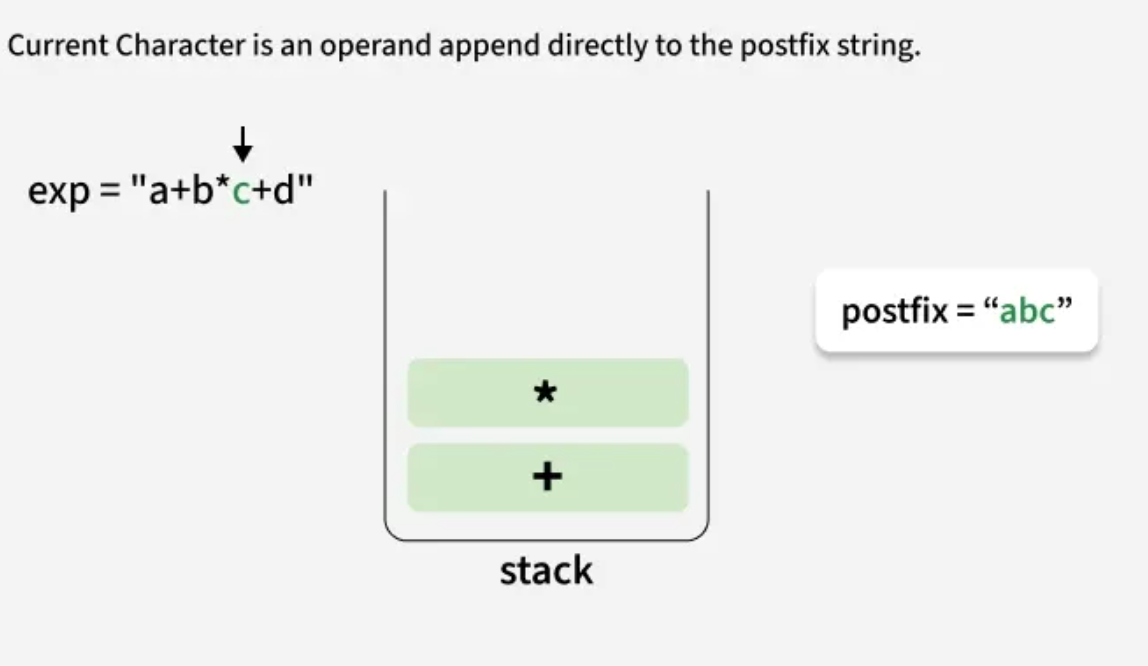 Current Character is an operand append directly to the postfix string.
exp = "a+b*c+d"
postfix = “abc”
*
+
stack